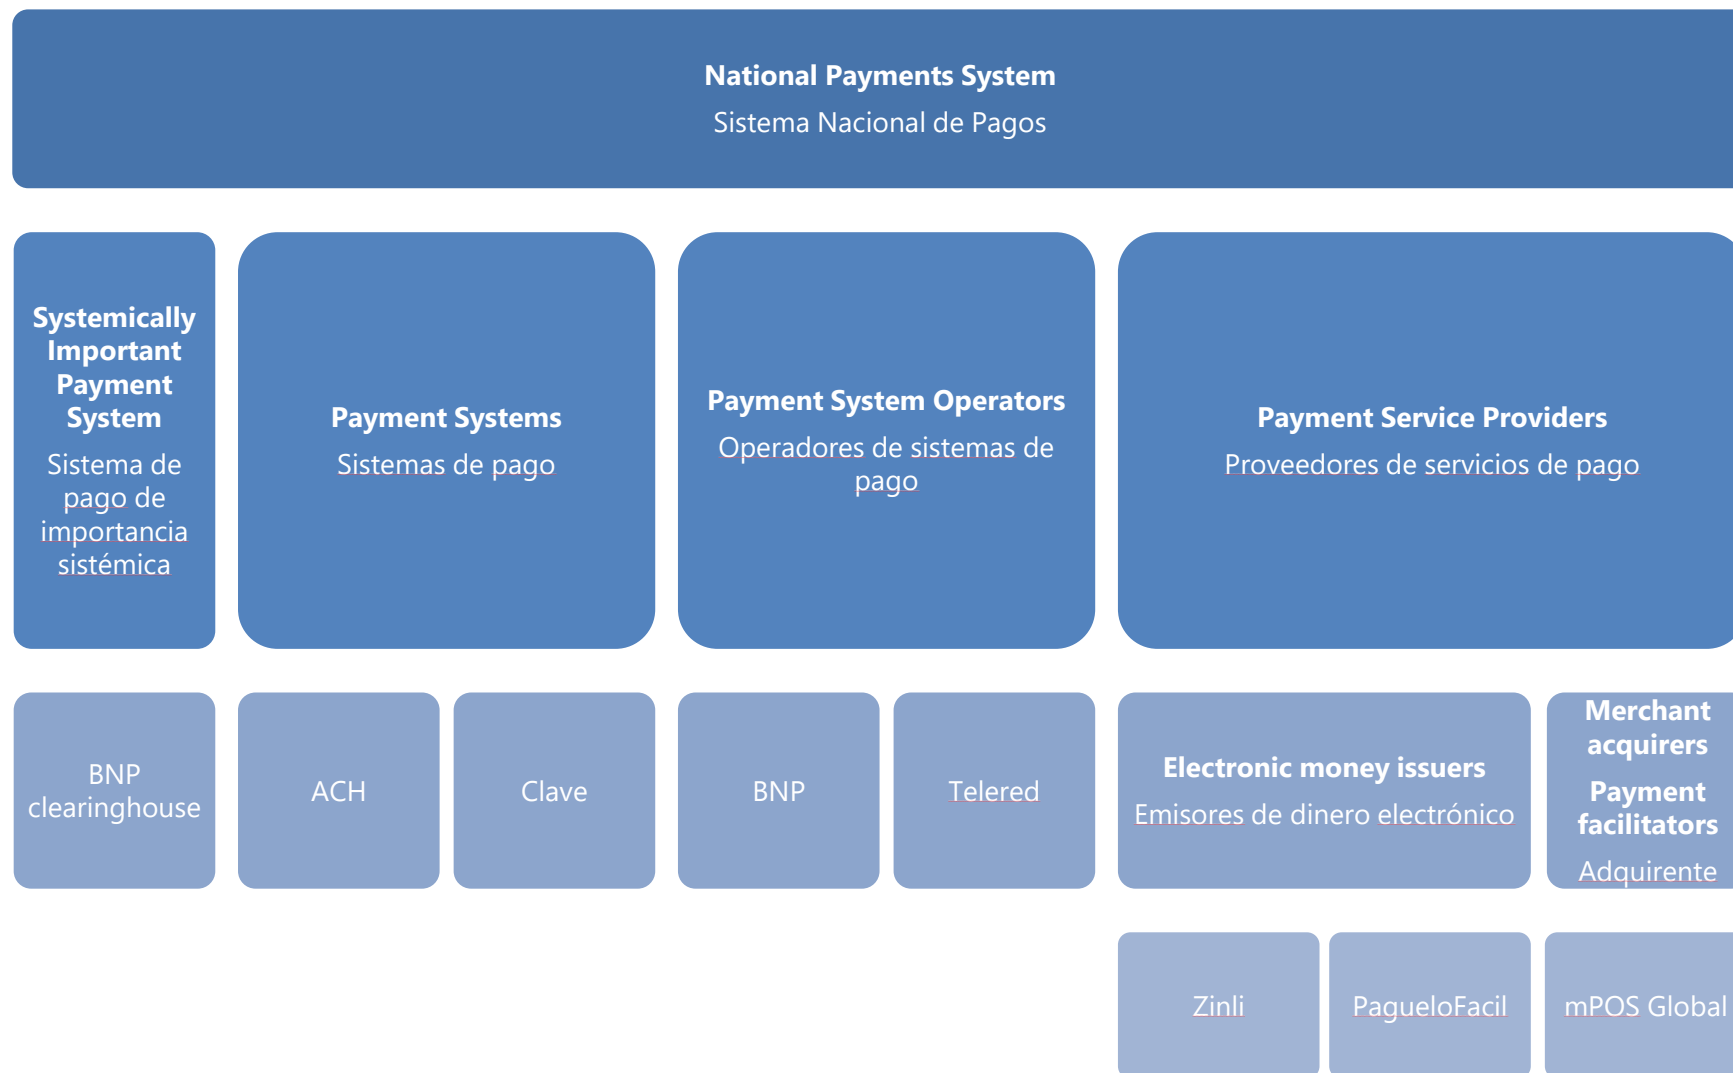 National Payments System
Sistema Nacional de Pagos
Systemically
Important
Payment
System
Sistema de
pago de
importancia
sistémica
Payment Systems
Sistemas de pago
Payment System Operators
Operadores de sistemas de
pago
Payment Service Providers
Proveedores de servicios de pago
BNP
clearinghouse
ACH
Clave
BNP
Telered
Electronic money issuers
Emisores de dinero electrónico
Merchant
acquirers
Payment
facilitators
Adquirente
Zinli
PagueloFacil
mPOS Global